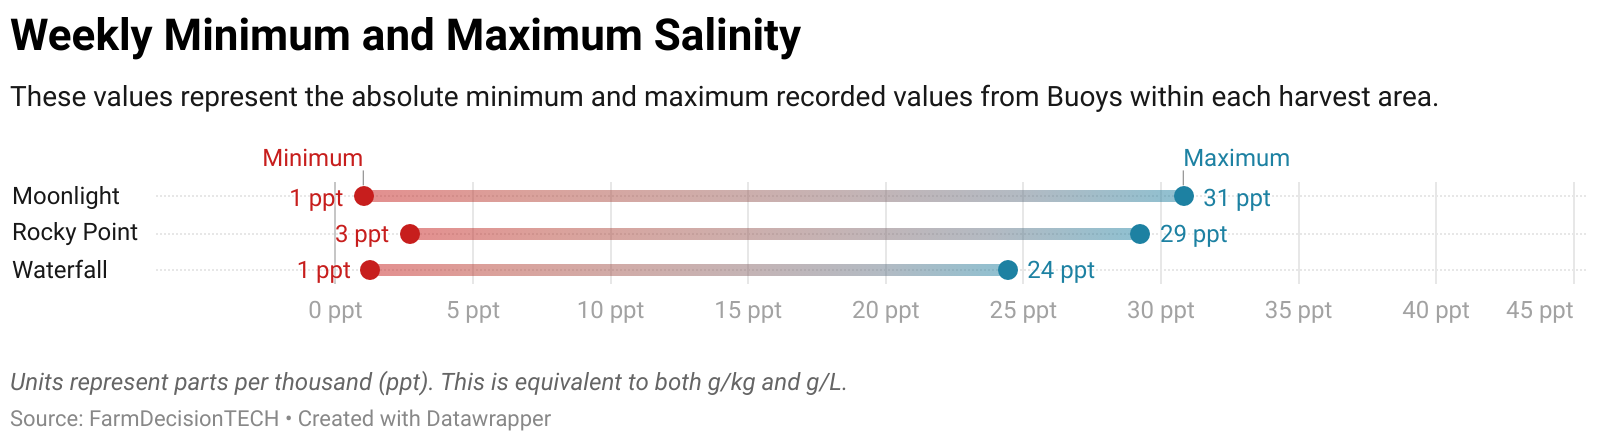 Weekly Minimum and Maximum Salinity
These values represent the absolute minimum and maximum recorded values from Buoys within each harvest area.
Minimum Maximum
Moonlight 1 ppt 31 ppt
Rocky Point 3 ppt 29 ppt
Waterfall 1 ppt 24 ppt
0 ppt 5 ppt 10 ppt 15 ppt 20 ppt 25 ppt 30 ppt 35 ppt 40 ppt 45 ppt
Units represent parts per thousand (ppt). This is equivalent to both g/kg and g/L.
Source: FarmDecisionTECH • Created with Datawrapper